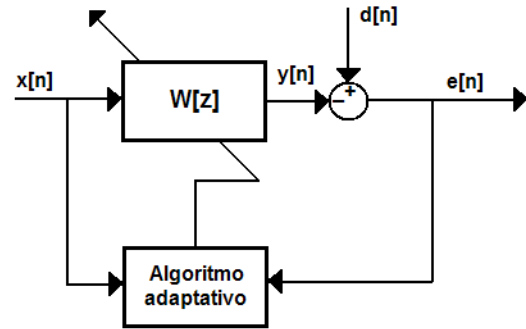 d[n]
x[n]
W[z]
y[n]
e[n]
−
+
Algoritmo
adaptativo